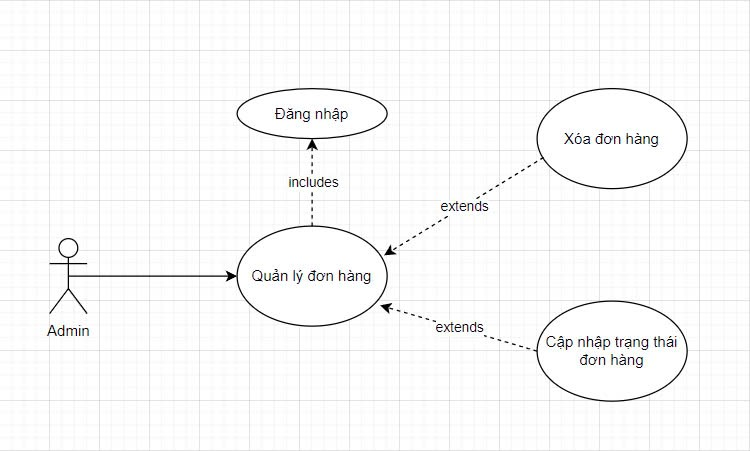 Đăng nhập
Xóa đơn hàng
includes
extends
Quản lý đơn hàng
Admin
extends
Cập nhập trạng thái
đơn hàng